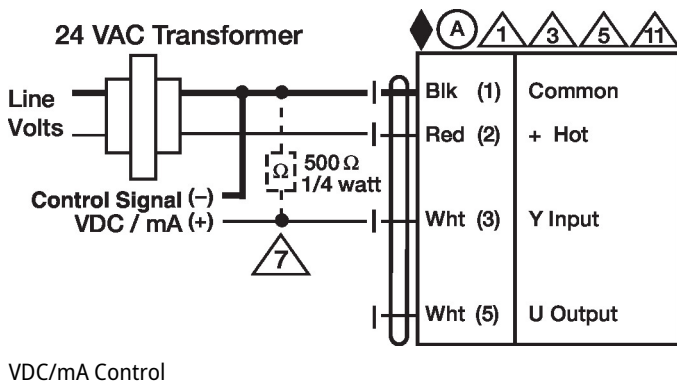 24 VAC Transformer
A 1 3 5 11
Line
Volts
Blk (1) Common
Red (2) + Hot
Ω 500 Ω
1/4 watt
Control Signal (–)
VDC / mA (+)
Wht (3) Y Input
7
Wht (5) U Output
VDC/mA Control